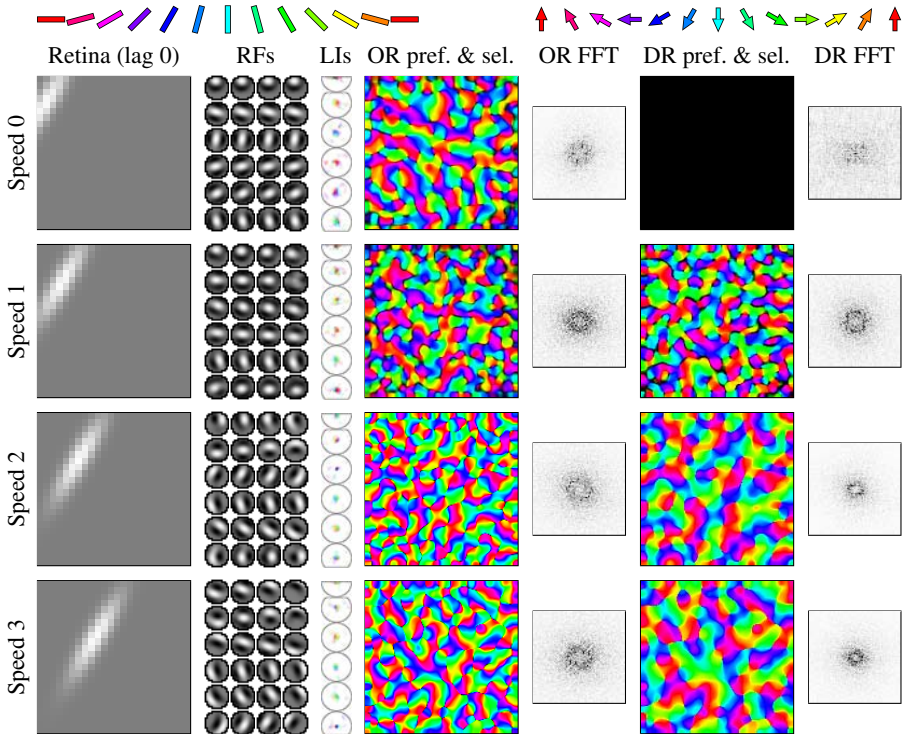 Retina (lag 0) RFs LIs OR pref. & sel. OR FFT DR pref. & sel. DR FFT
Speed 0
Speed 1
Speed 2
Speed 3